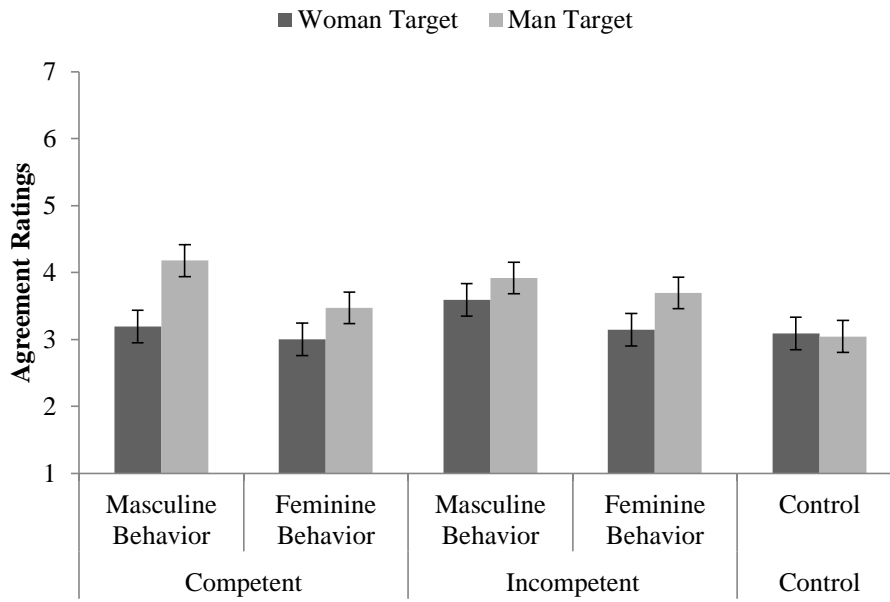 Woman Target Man Target
7
6
5
4
3
2
1
Agreement Ratings
Masculine Feminine Masculine Feminine Control
Behavior Behavior Behavior Behavior
Competent Incompetent Control